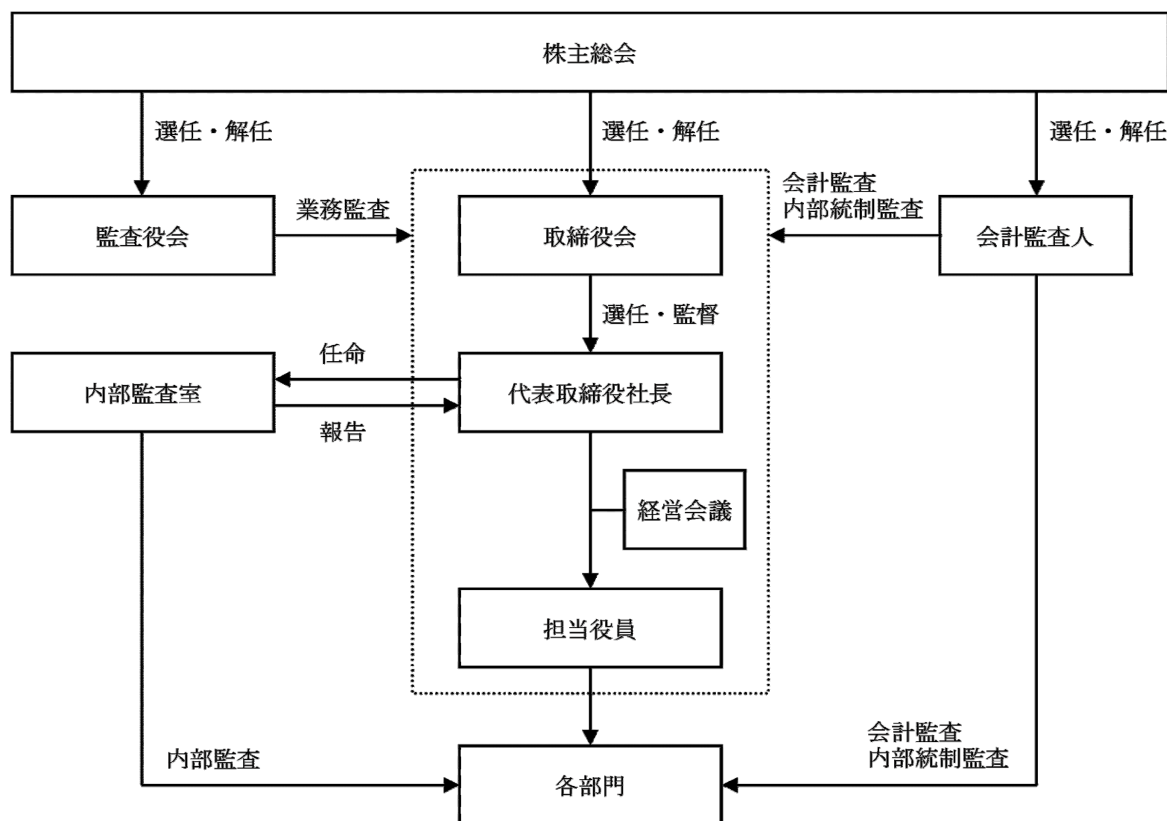 株主総会
選任・解任
選任・解任
選任・解任
監査役会
業務監査
取締役会
会計監査
内部統制監査
会計監査人
選任・監督
内部監査室
任命
報告
代表取締役社長
経営会議
担当役員
内部監査
各部門
会計監査
内部統制監査